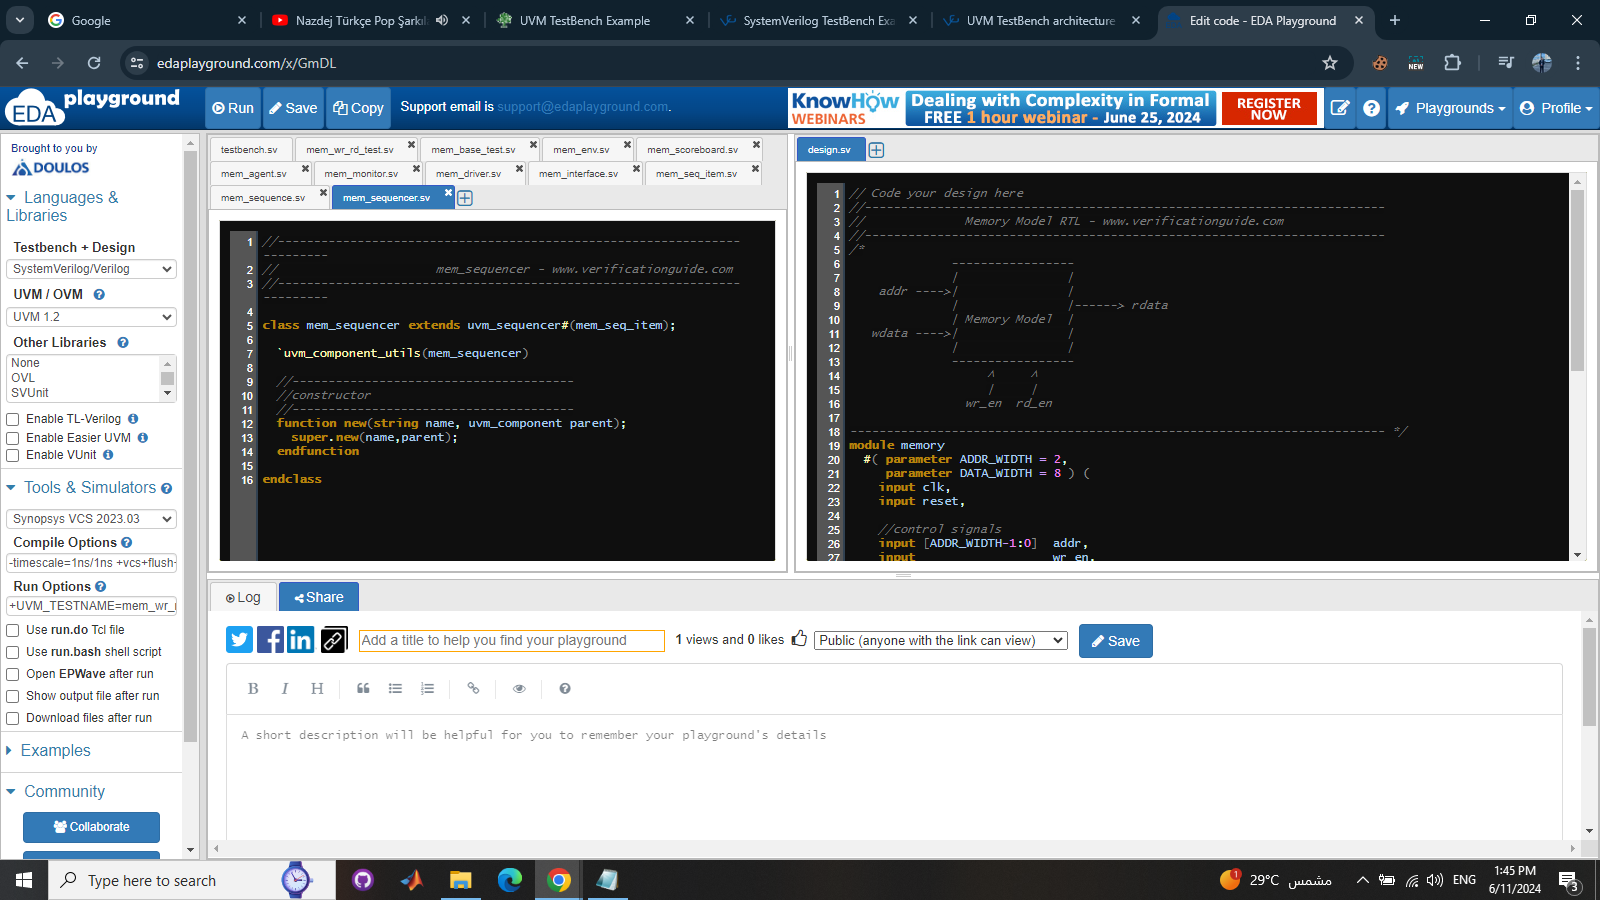 Google
Nazdej Türkçe Pop Şarkıl
UVM TestBench Example
SystemVerilog TestBench Exa
UVM TestBench architecture
Edit code - EDA Playground
edaplayground.com/x/GmDL
NEW
EDA playground
Run
Save
Copy
Support email is support@edaplayground.com.
KnowHow WEBINARS
Dealing with Complexity in Formal
FREE 1 hour webinar - June 25, 2024
REGISTER NOW
Playgrounds
Profile
Brought to you by
DOULOS
Languages & Libraries
Testbench + Design
SystemVerilog/Verilog
UVM / OVM
UVM 1.2
Other Libraries
None
OVL
SVUnit
Enable TL-Verilog
Enable Easier UVM
Enable VUnit
Tools & Simulators
Synopsys VCS 2023.03
Compile Options
-timescale=1ns/1ns +vcs+flush+
Run Options
+UVM_TESTNAME=mem_wr_r
Use run.do Tcl file
Use run.bash shell script
Open EPWave after run
Show output file after run
Download files after run
Examples
Community
Collaborate
testbench.sv
mem_wr_rd_test.sv
mem_base_test.sv
mem_env.sv
mem_scoreboard.sv
mem_agent.sv
mem_monitor.sv
mem_driver.sv
mem_interface.sv
mem_seq_item.sv
mem_sequence.sv
mem_sequencer.sv
1 //-------------------------------------------------------------------------
2 // mem_sequencer - www.verificationguide.com
3 //-------------------------------------------------------------------------
4
5 class mem_sequencer extends uvm_sequencer#(mem_seq_item);
6
7 `uvm_component_utils(mem_sequencer)
8
9 //---------------------------------------
10 //constructor
11 //---------------------------------------
12 function new(string name, uvm_component parent);
13 super.new(name,parent);
14 endfunction
15
16 endclass
design.sv
1 // Code your design here
2 //-------------------------------------------------------------------------
3 // Memory Model RTL - www.verificationguide.com
4 //-------------------------------------------------------------------------
5 /*
6 -----------------
7 | |
8 addr ---->| |
9 | |------> rdata
10 | Memory Model |
11 wdata ---->| |
12 | |
13 -----------------
14 ^ ^
15 | |
16 wr_en rd_en
17
18 ------------------------------------------------------------------------- */
19 module memory
20 #( parameter ADDR_WIDTH = 2,
21 parameter DATA_WIDTH = 8 ) (
22 input clk,
23 input reset,
24
25 //control signals
26 input [ADDR_WIDTH-1:0] addr,
27 input wr_en,
Log
Share
Add a title to help you find your playground
1 views and 0 likes
Public (anyone with the link can view)
Save
B I H
A short description will be helpful for you to remember your playground's details
Type here to search
1
29°C مشمس
ENG
1:45 PM
6/11/2024
3